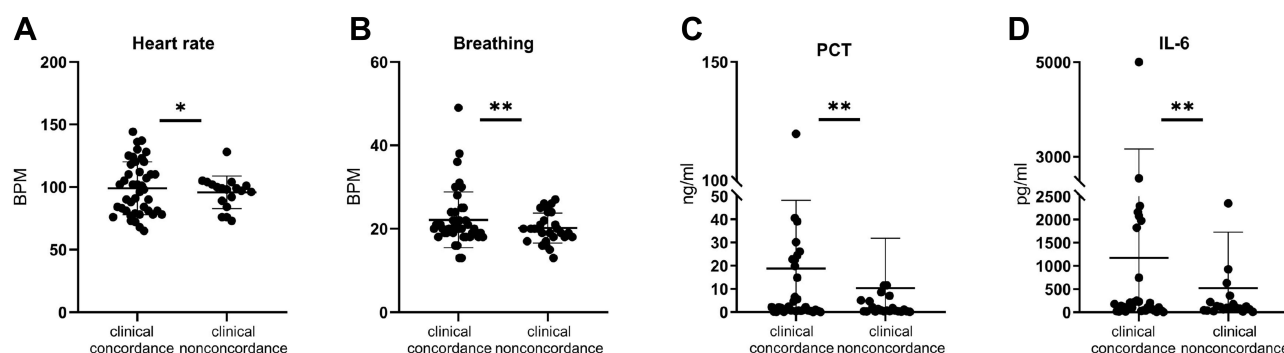 A
Heart rate
BPM
200
150
100
50
0
*
clinical
concordance
clinical
nonconcordance
B
Breathing
BPM
60
40
20
0
**
clinical
concordance
clinical
nonconcordance
C
PCT
ng/ml
150
100
50
40
30
20
10
0
**
clinical
concordance
clinical
nonconcordance
D
IL-6
pg/ml
5000
3000
2500
2000
1500
1000
500
0
**
clinical
concordance
clinical
nonconcordance